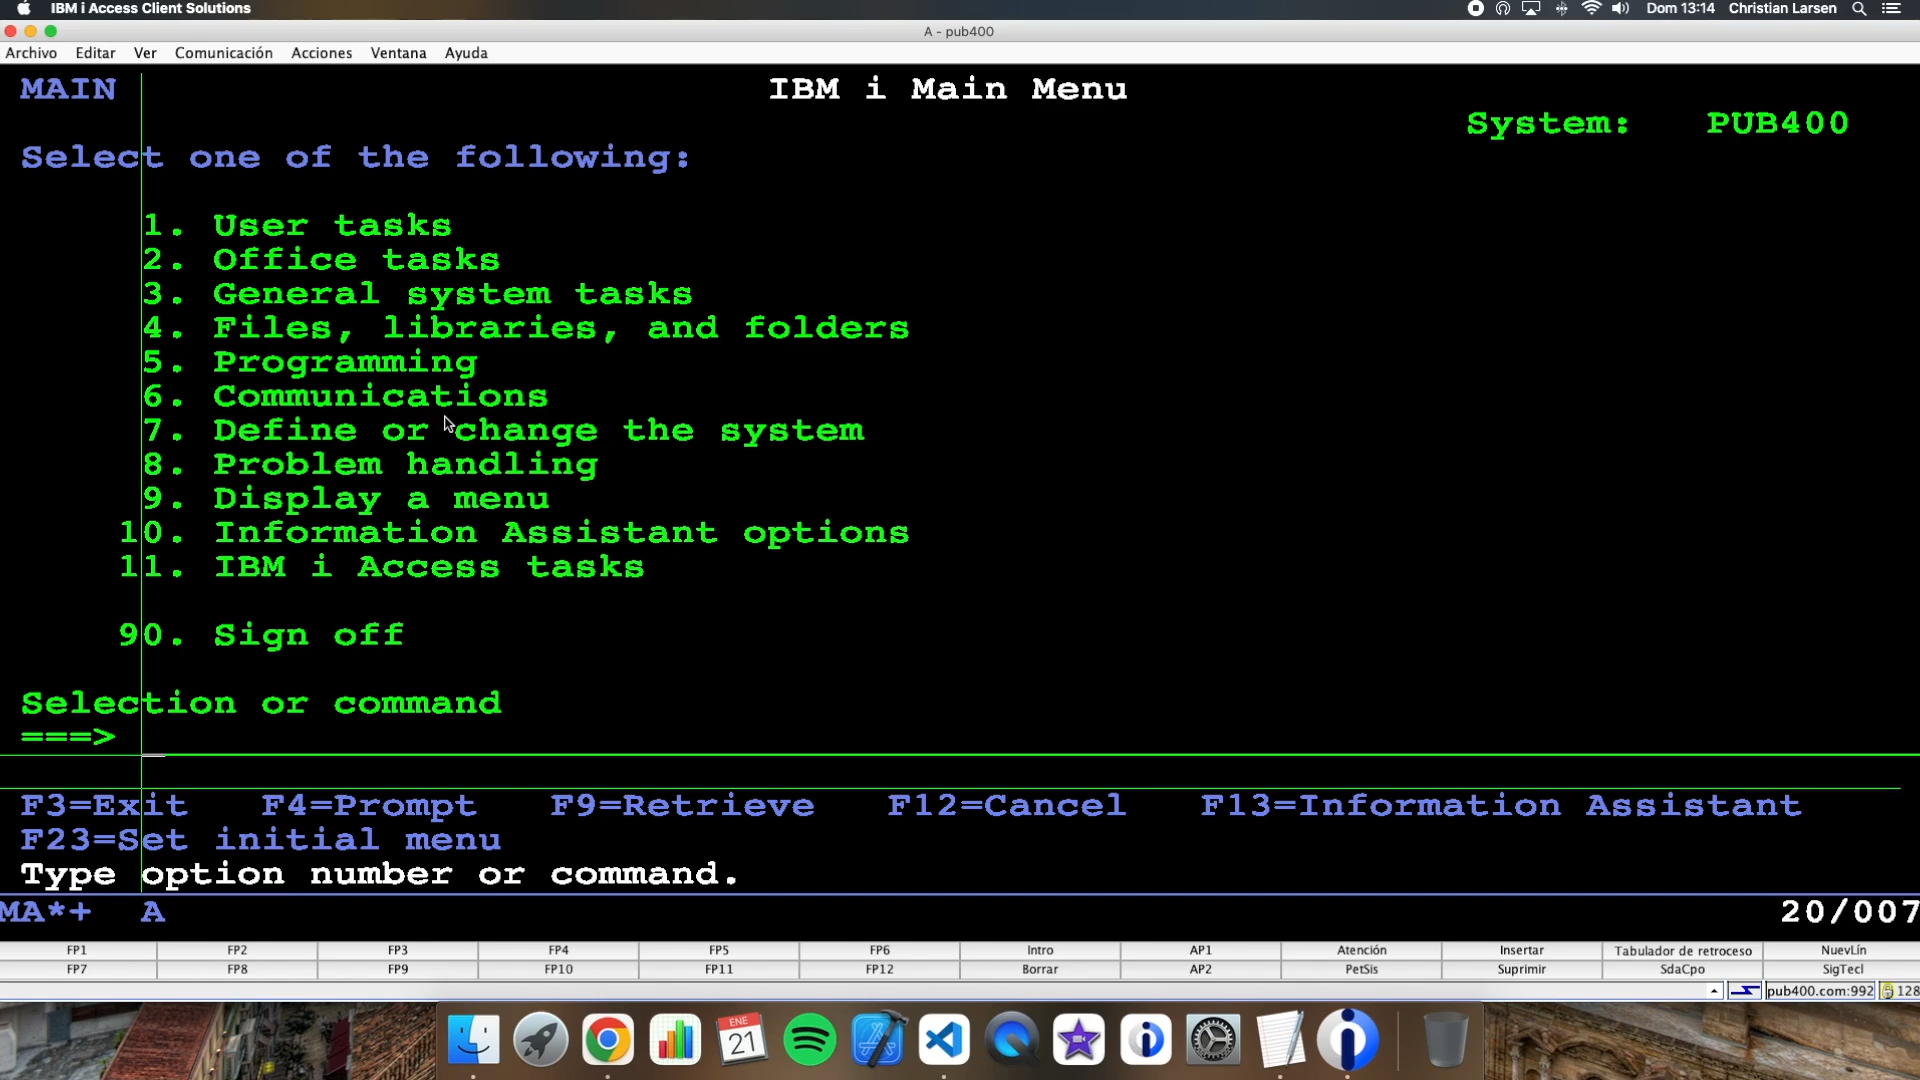 IBM i Access Client Solutions Dom 13:14 Christian Larsen
A - pub400
Archivo Editar Ver Comunicación Acciones Ventana Ayuda
MAIN IBM i Main Menu
System: PUB400
Select one of the following:
1. User tasks
2. Office tasks
3. General system tasks
4. Files, libraries, and folders
5. Programming
6. Communications
7. Define or change the system
8. Problem handling
9. Display a menu
10. Information Assistant options
11. IBM i Access tasks
90. Sign off
Selection or command
===>
F3=Exit F4=Prompt F9=Retrieve F12=Cancel F13=Information Assistant
F23=Set initial menu
Type option number or command.
MA*+ A 20/007
FP1 FP2 FP3 FP4 FP5 FP6 Intro AP1 Atención Insertar Tabulador de retroceso NuevLín
FP7 FP8 FP9 FP10 FP11 FP12 Borrar AP2 PetSis Suprimir SdaCpo SigTecl
pub400.com:992 128
ENE
21